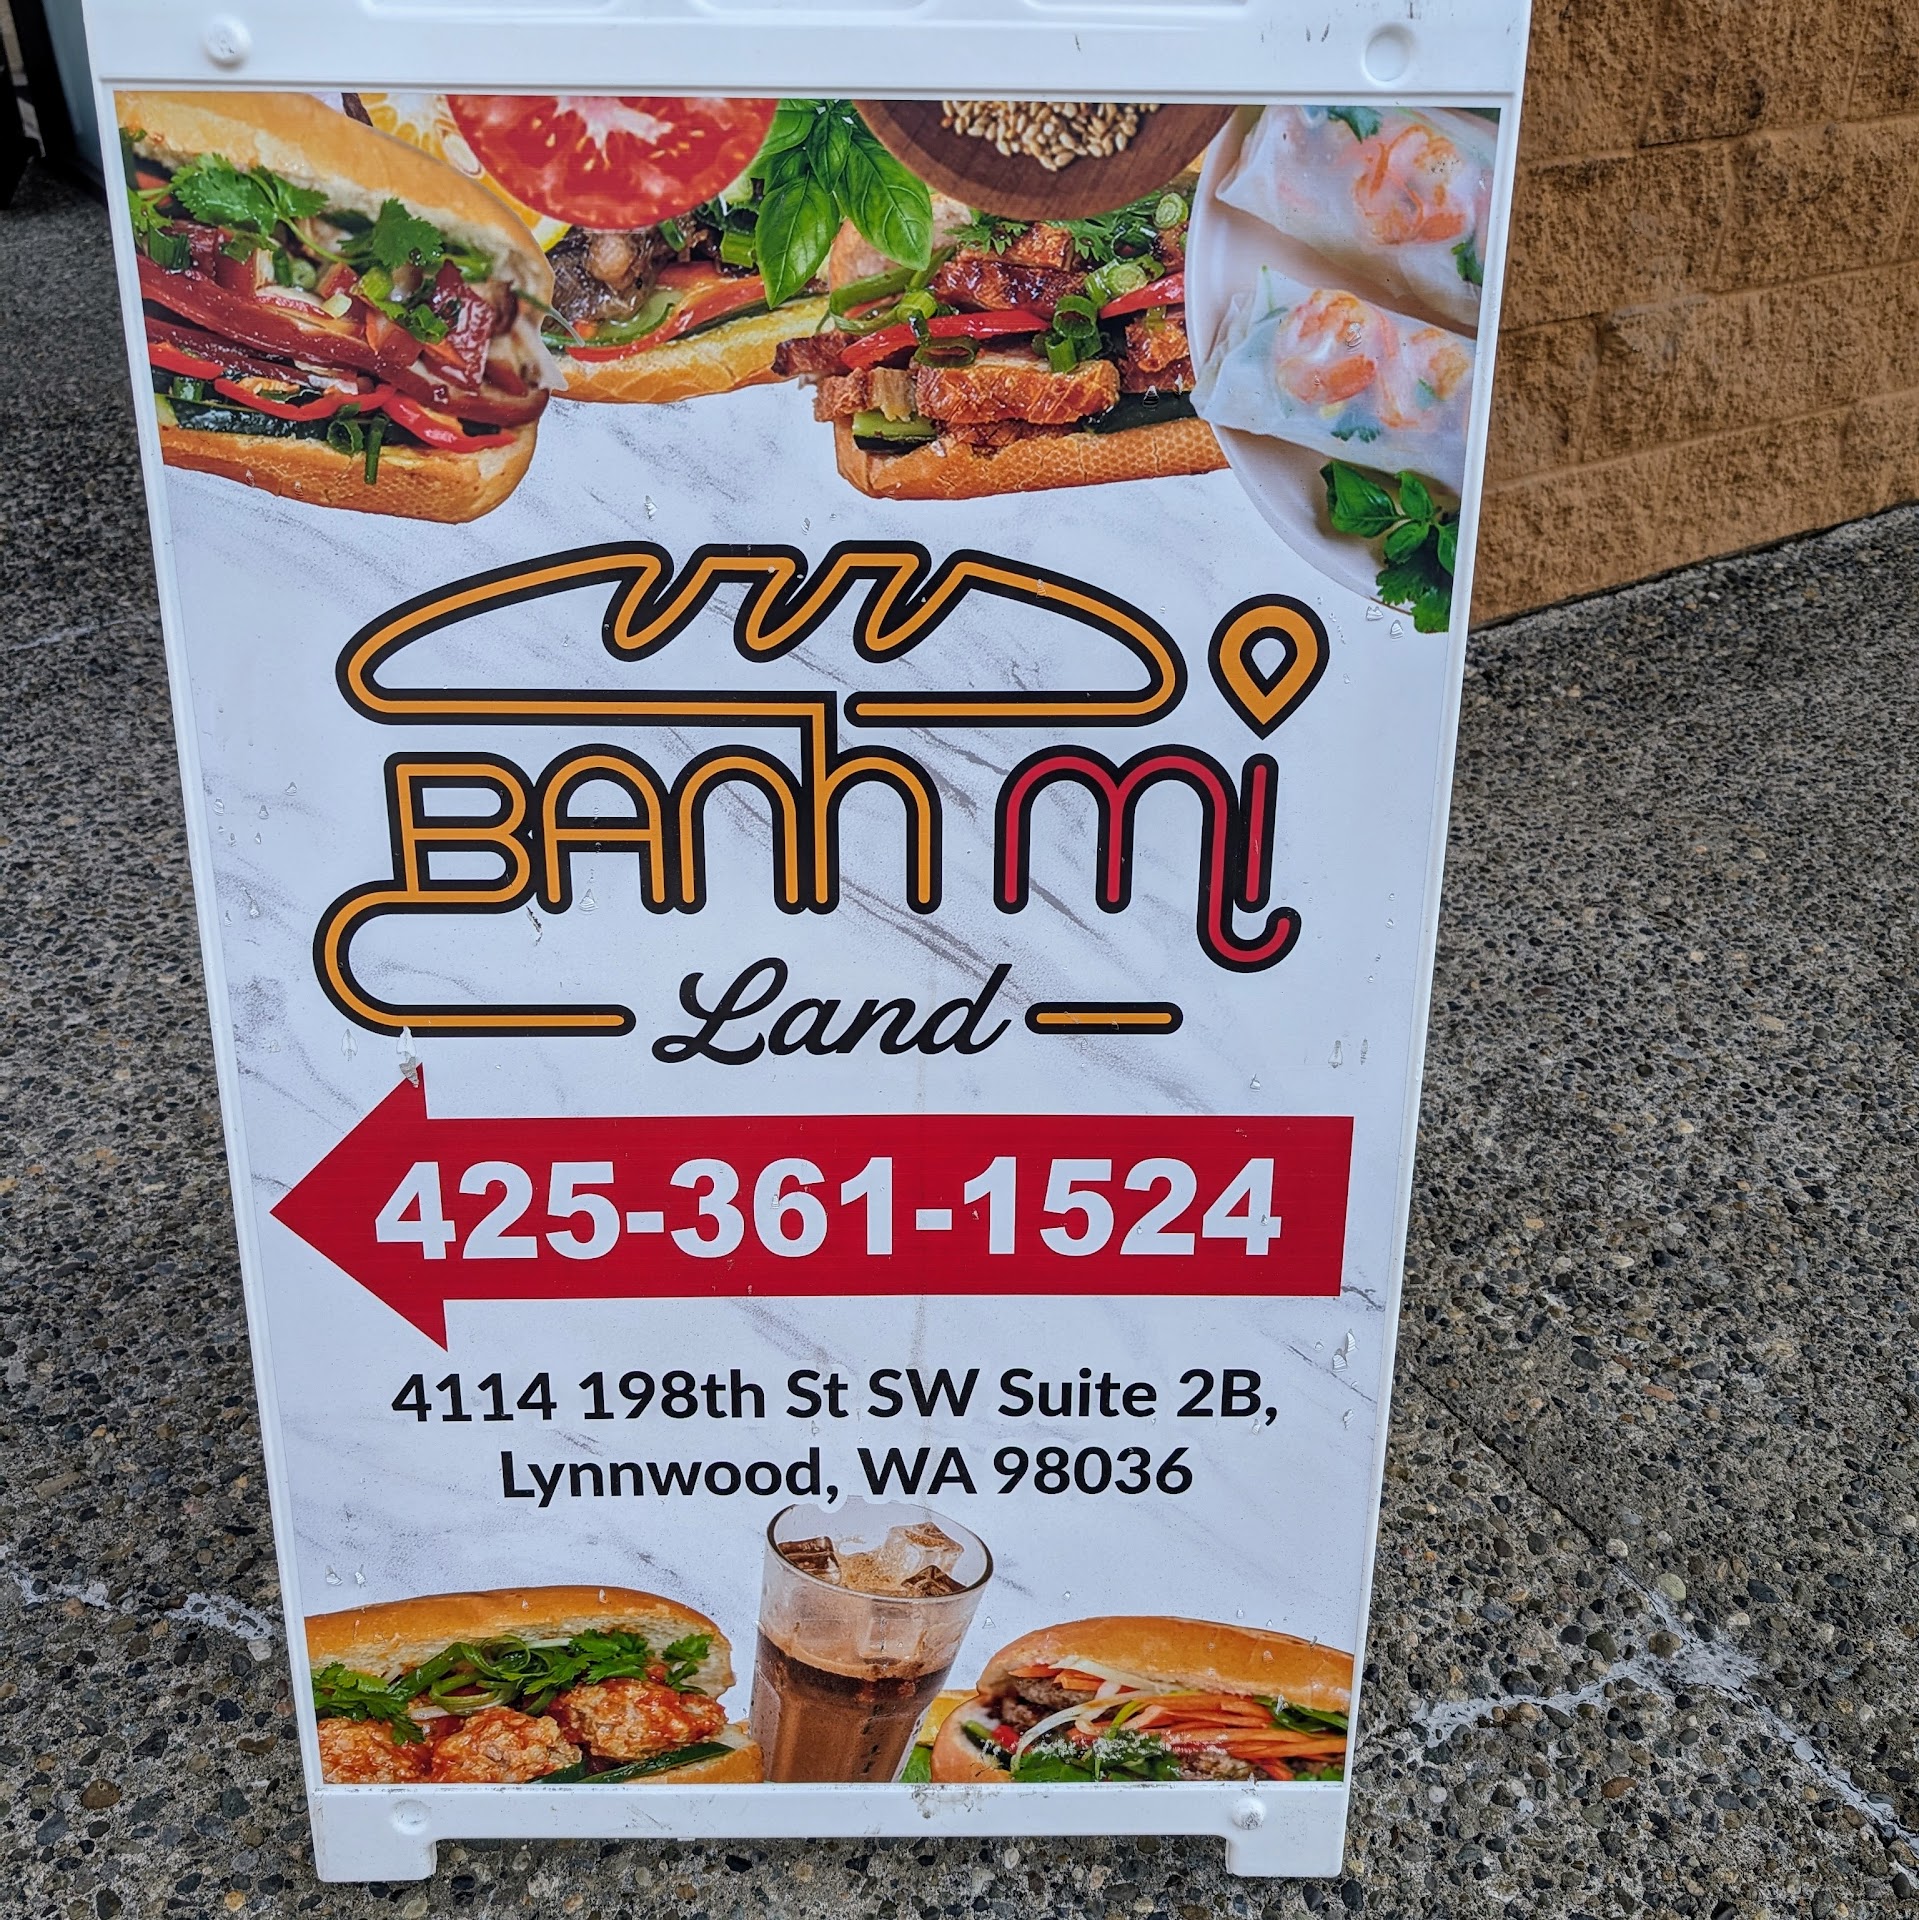 BAnh mi
Land
425-361-1524
4114 198th St SW Suite 2B,
Lynnwood, WA 98036